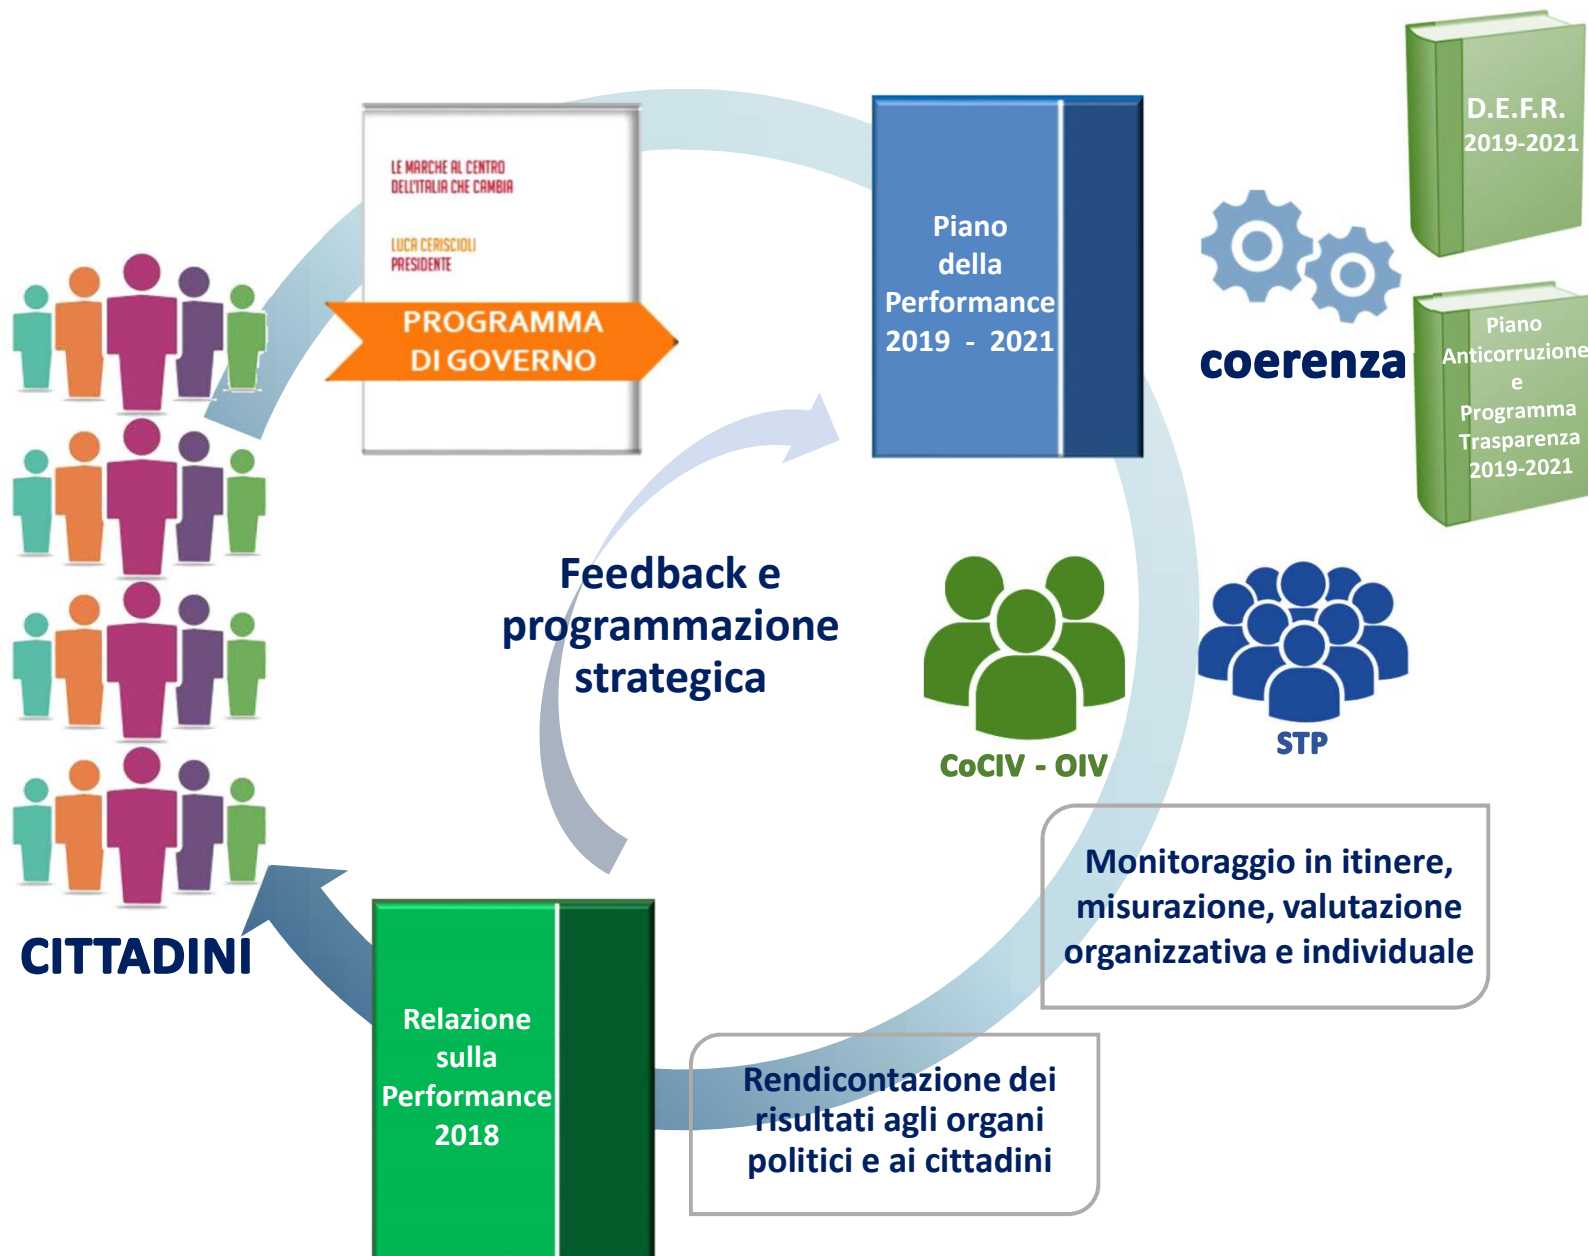 LE MARCHE AL CENTRO
DELL'ITALIA CHE CAMBIA
LUCA CERISCIOLI
PRESIDENTE
PROGRAMMA
DI GOVERNO
Piano
della
Performance
2019 - 2021
D.E.F.R.
2019-2021
coerenza
Piano
Anticorruzione
e
Programma
Trasparenza
2019-2021
Feedback e
programmazione
strategica
CoCIV - OIV
STP
Monitoraggio in itinere,
misurazione, valutazione
organizzativa e individuale
CITTADINI
Relazione
sulla
Performance
2018
Rendicontazione dei
risultati agli organi
politici e ai cittadini